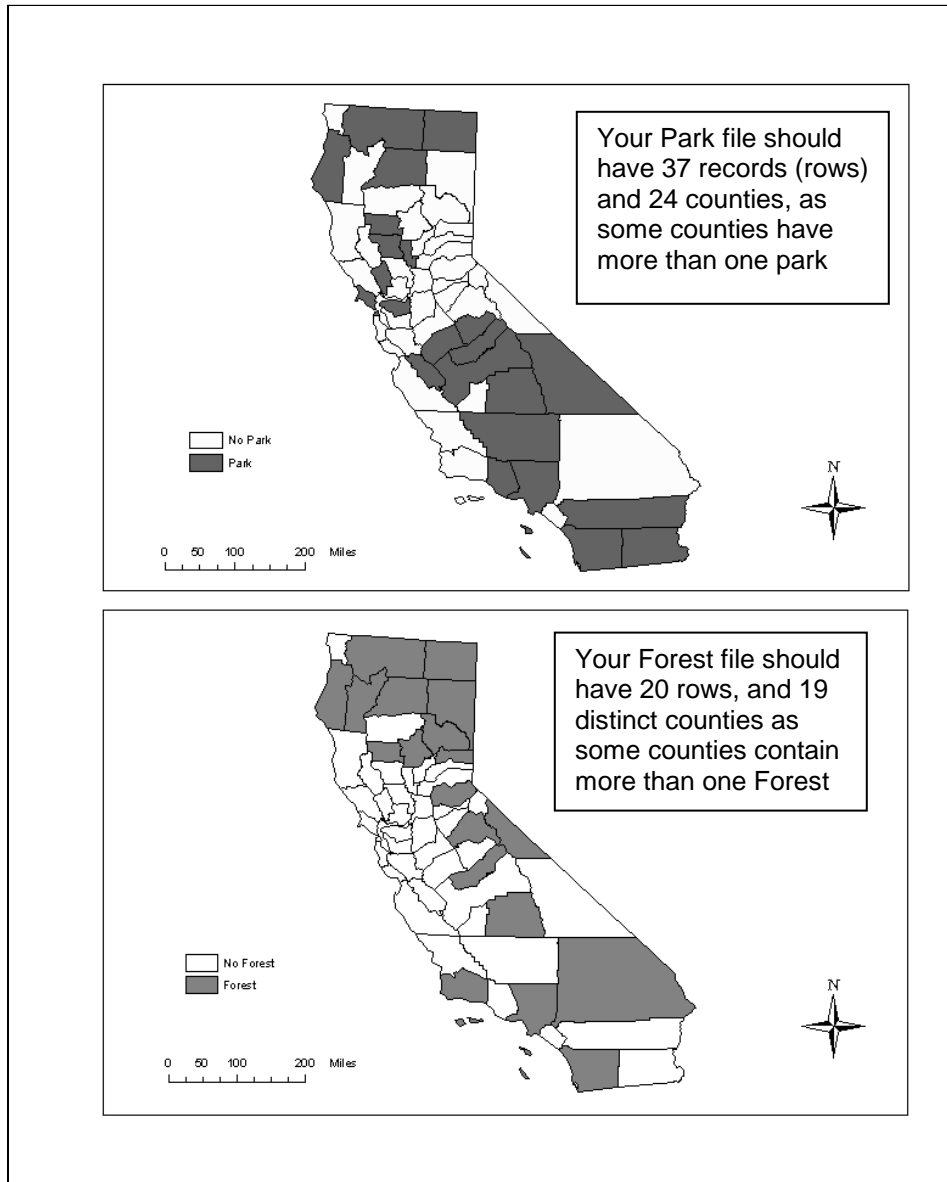 Your Park file should
have 37 records (rows)
and 24 counties, as
some counties have
more than one park
No Park
Park
N
0 50 100 200 Miles
Your Forest file should
have 20 rows, and 19
distinct counties as
some counties contain
more than one Forest
No Forest
Forest
N
0 50 100 200 Miles